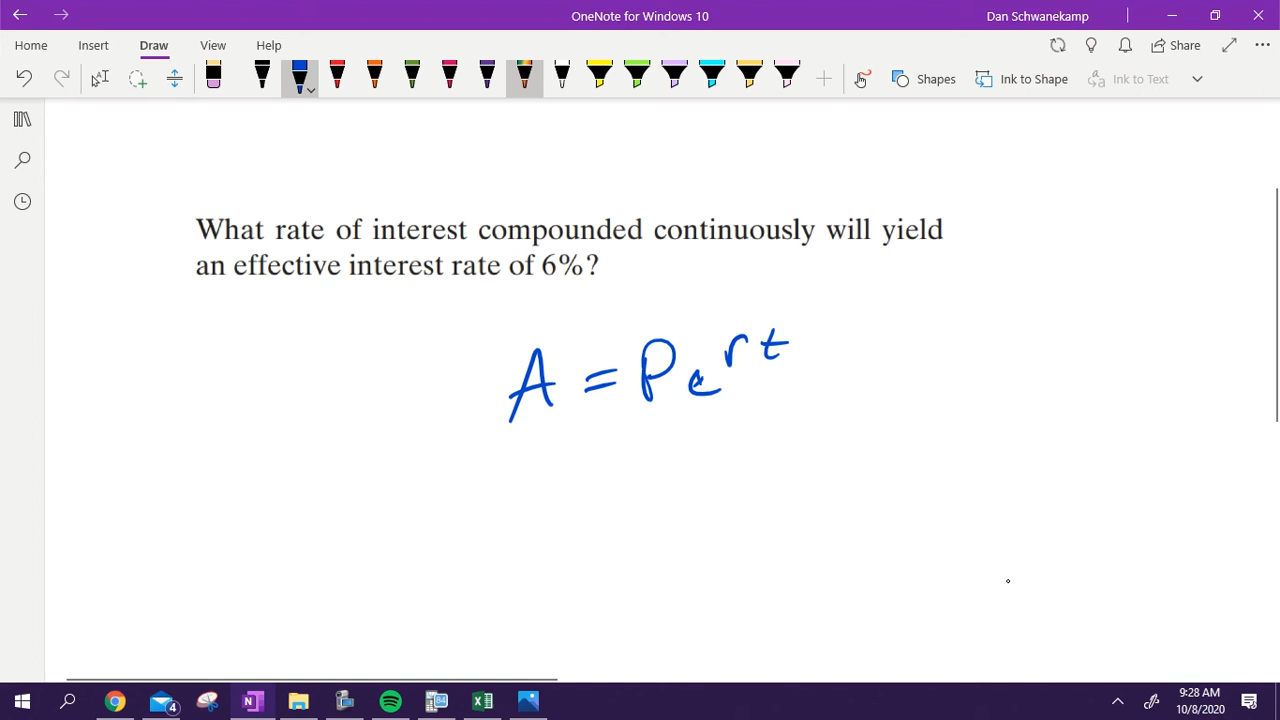 OneNote for Windows 10
Dan Schwanekamp
Home Insert Draw View Help
Share
Shapes Ink to Shape Ink to Text
What rate of interest compounded continuously will yield
an effective interest rate of 6%?
A = Pe^{rt}
4
N
84
9:28 AM
10/8/2020